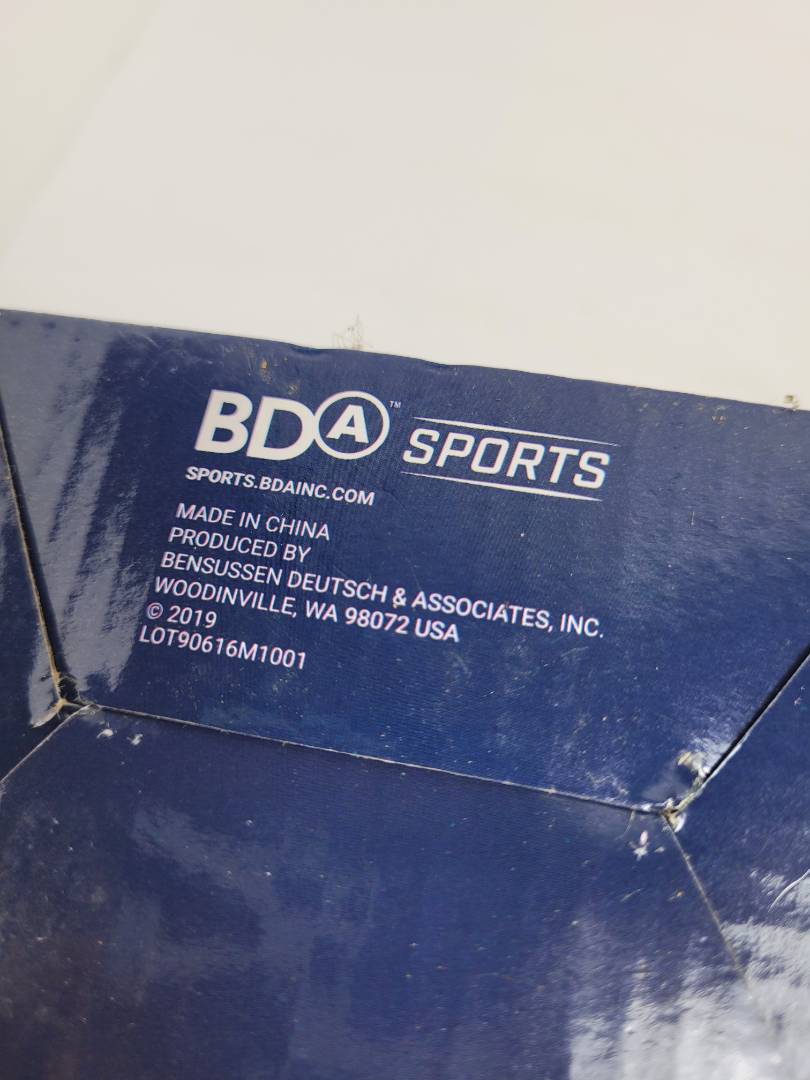 BDA™ SPORTS
SPORTS.BDAINC.COM
MADE IN CHINA
PRODUCED BY
BENSUSSEN DEUTSCH & ASSOCIATES, INC.
WOODINVILLE, WA 98072 USA
© 2019
LOT90616M1001